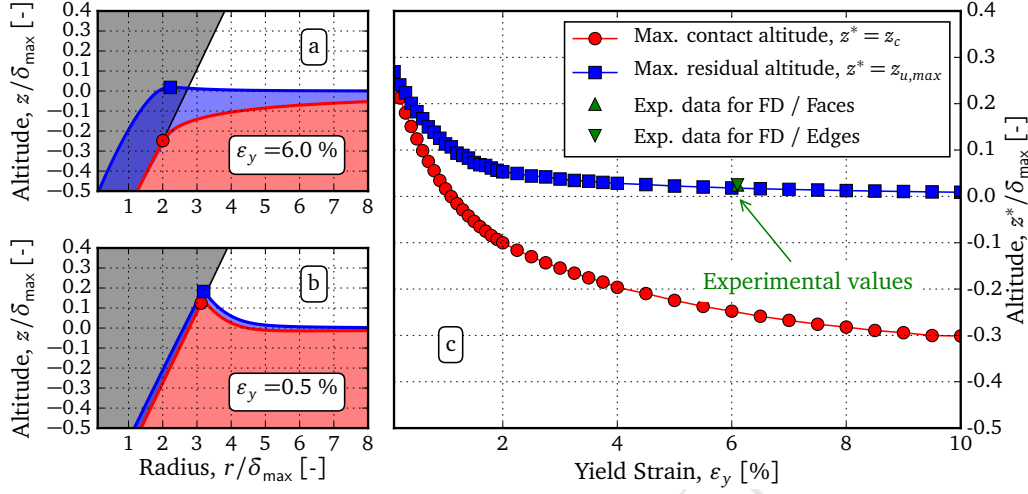 0.4
0.3
0.2
0.1
0.0
−0.1
−0.2
−0.3
−0.4
−0.5
Altitude, z/δmax [-]
a
εy = 6.0 %
1 2 3 4 5 6 7 8
0.4
0.3
0.2
0.1
0.0
−0.1
−0.2
−0.3
−0.4
−0.5
Altitude, z/δmax [-]
b
εy = 0.5 %
1 2 3 4 5 6 7 8
Radius, r/δmax [-]
Max. contact altitude, z* = zc
Max. residual altitude, z* = zu,max
Exp. data for FD / Faces
Exp. data for FD / Edges
Experimental values
c
2 4 6 8 10
Yield Strain, εy [%]
0.4
0.3
0.2
0.1
0.0
-0.1
-0.2
-0.3
-0.4
-0.5
Altitude, z*/δmax [-]